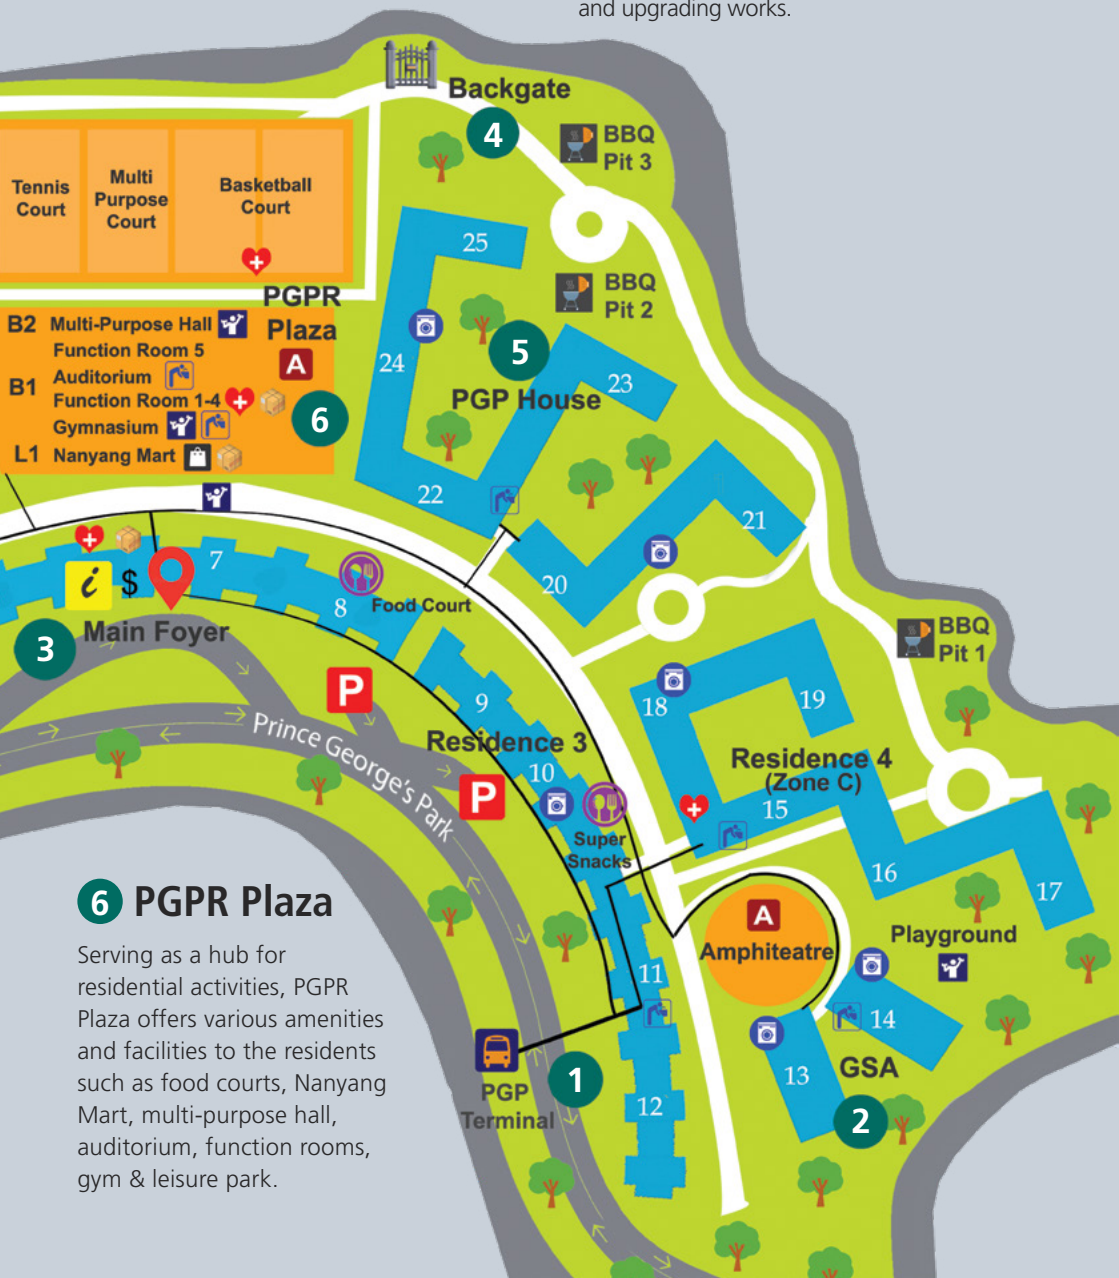 and upgrading works.
Backgate
4
BBQ
Pit 3
Tennis
Court
Multi
Purpose
Court
Basketball
Court
25
BBQ
Pit 2
PGPR
Plaza
A
B2 Multi-Purpose Hall
Function Room 5
B1 Auditorium
Function Room 1-4
Gymnasium
L1 Nanyang Mart
6
24
5
PGP House
23
22
21
20
7
i $
8
Food Court
Main Foyer
3
P
9
Prince George's Park
Residence 3
10
P
Super
Snacks
BBQ
Pit 1
18
19
Residence 4
(Zone C)
15
16
17
A
Amphiteatre
Playground
11
14
13
GSA
2
PGP
Terminal
1
12
6 PGPR Plaza
Serving as a hub for
residential activities, PGPR
Plaza offers various amenities
and facilities to the residents
such as food courts, Nanyang
Mart, multi-purpose hall,
auditorium, function rooms,
gym & leisure park.